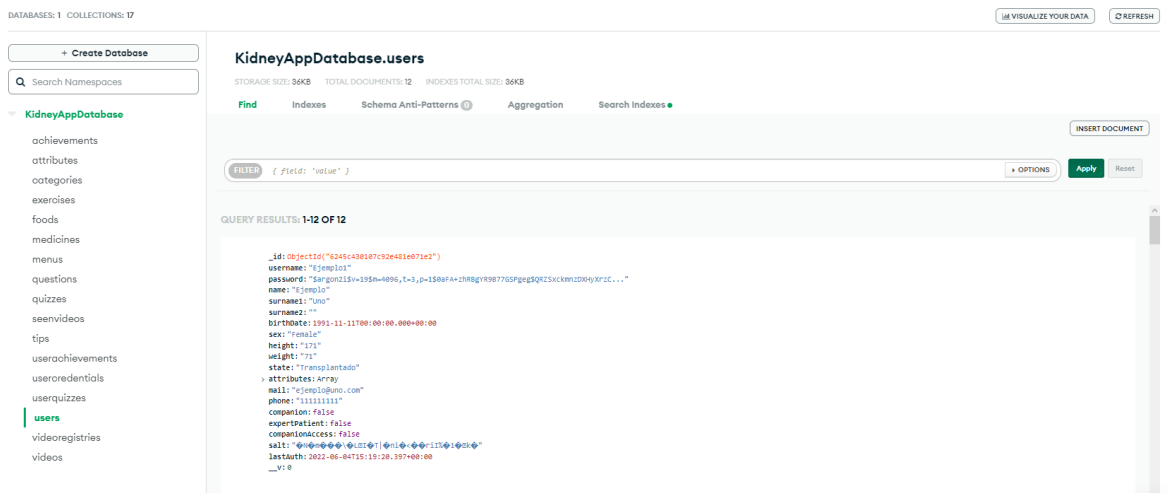 DATABASES: 1 COLLECTIONS: 17
VISUALIZE YOUR DATA
REFRESH
+ Create Database
Search Namespaces
KidneyAppDatabase
achievements
attributes
categories
exercises
foods
medicines
menus
questions
quizzes
seenvideos
tips
userachievements
usercredentials
userquizzes
users
videoregistries
videos
KidneyAppDatabase.users
STORAGE SIZE: 36KB TOTAL DOCUMENTS: 12 INDEXES TOTAL SIZE: 36KB
Find Indexes Schema Anti-Patterns 0 Aggregation Search Indexes
INSERT DOCUMENT
FILTER { field: 'value' } OPTIONS Apply Reset
QUERY RESULTS: 1-12 OF 12
_id: ObjectId("6245c430107c92e481e071e2")
username: "Ejemplo1"
name: "Ejemplo"
surname1: "Uno"
surname2: ""
birthDate: 1991-11-11T00:00:00.000+00:00
sex: "Female"
height: "171"
weight: "71"
state: "Transplantado"
attributes: Array
mail: "ejemplo@uno.com"
phone: "111111111"
companion: false
expertPatient: false
companionAccess: false
lastAuth: 2022-06-04T15:19:20.397+00:00
__v: 0